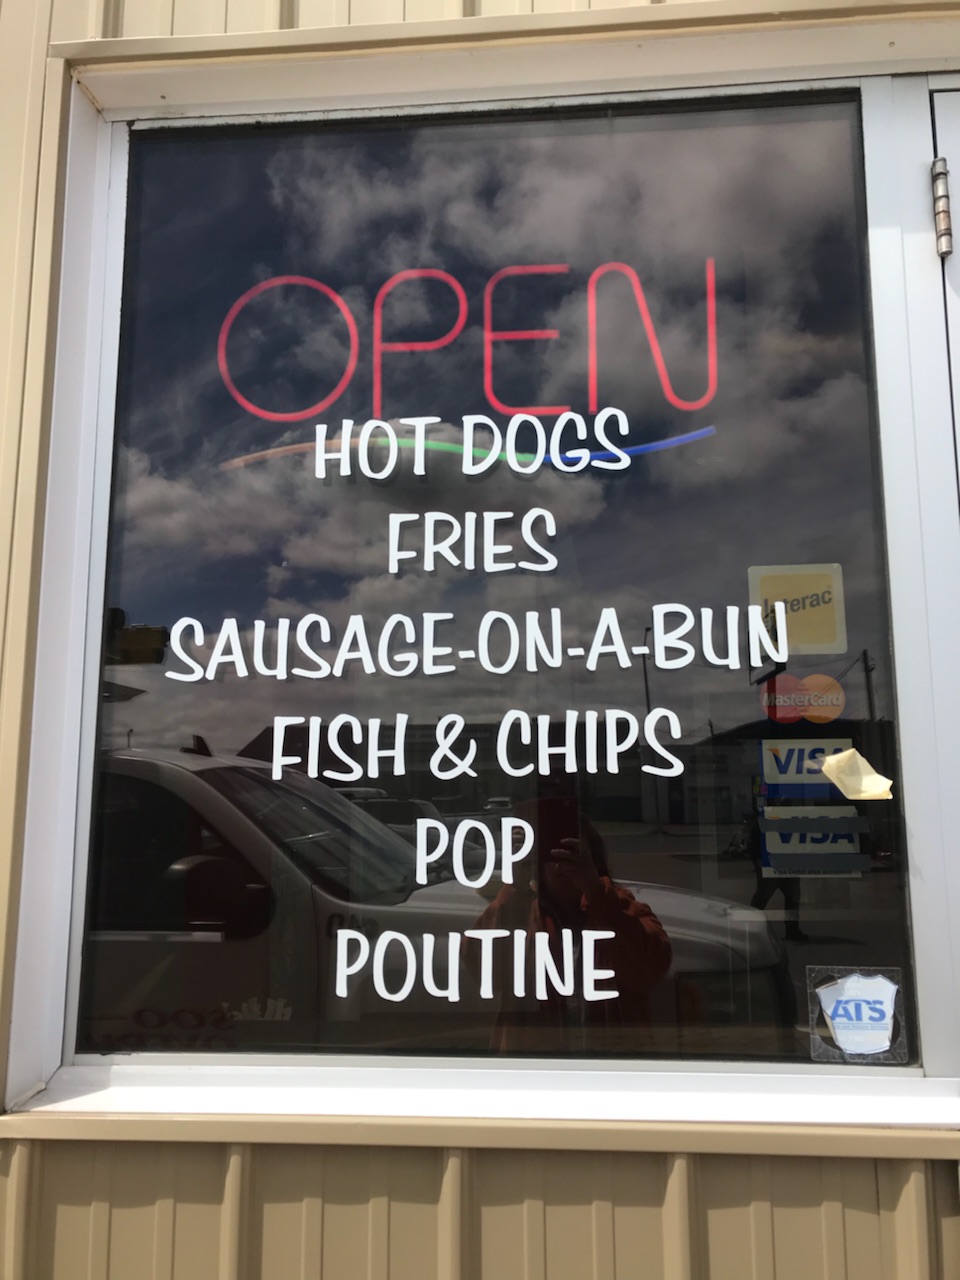 OPEN
HOT DOGS
FRIES
SAUSAGE-ON-A-BUN
Interac
FISH & CHIPS
MasterCard
VISA
POP
VISA
POUTINE
ATS